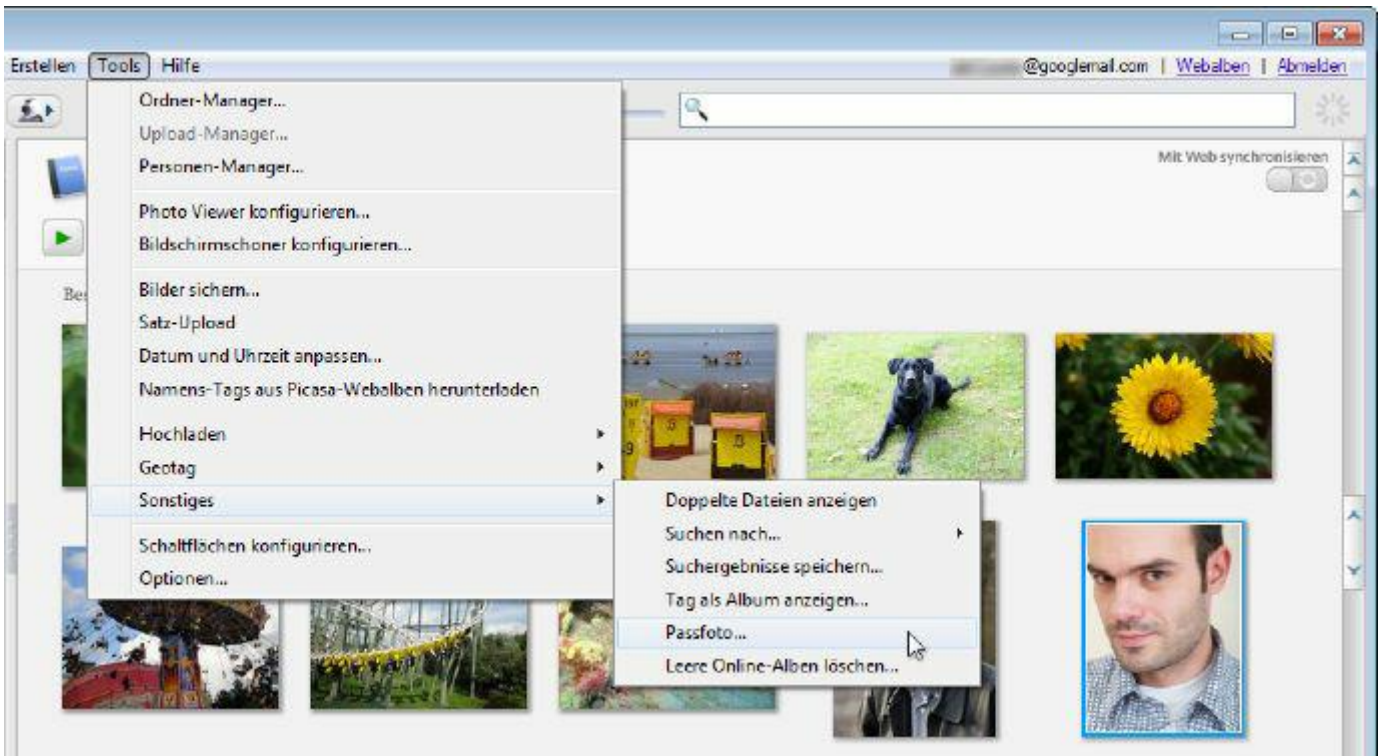 Erstellen Tools Hilfe
@googlemail.com | Webalben | Abmelden
Ordner-Manager...
Upload-Manager...
Personen-Manager...
Mit Web synchronisieren
Photo Viewer konfigurieren...
Bildschirmschoner konfigurieren...
Bilder sichern...
Satz-Upload
Datum und Uhrzeit anpassen...
Namens-Tags aus Picasa-Webalben herunterladen
Hochladen
Geotag
Sonstiges
Schaltflächen konfigurieren...
Optionen...
Doppelte Dateien anzeigen
Suchen nach...
Suchergebnisse speichern...
Tag als Album anzeigen...
Passfoto...
Leere Online-Alben löschen...